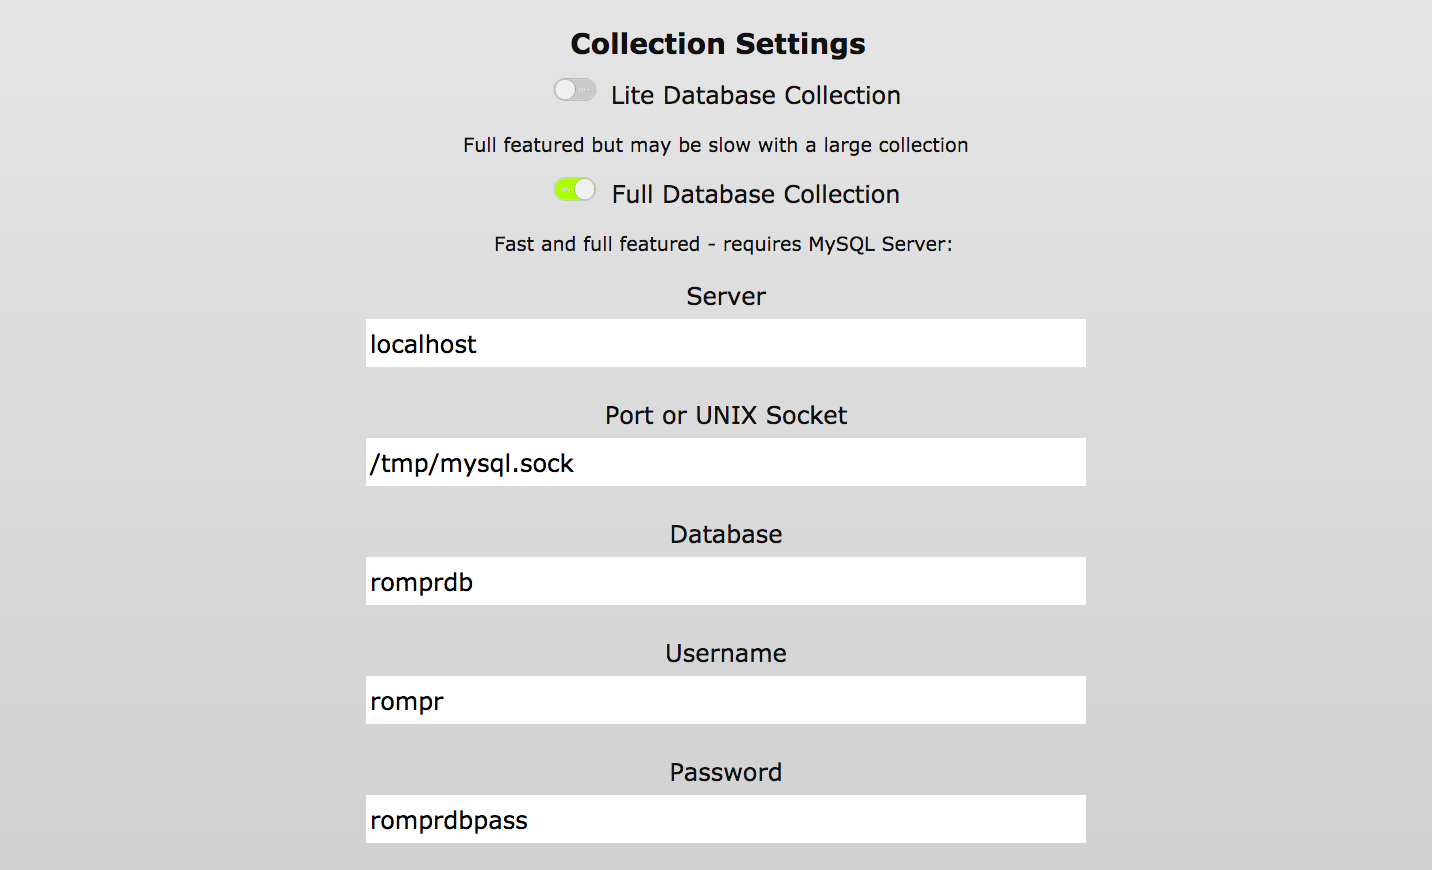 Collection Settings
Lite Database Collection
Full featured but may be slow with a large collection
Full Database Collection
Fast and full featured - requires MySQL Server:
Server
localhost
Port or UNIX Socket
/tmp/mysql.sock
Database
romprdb
Username
rompr
Password
romprdbpass